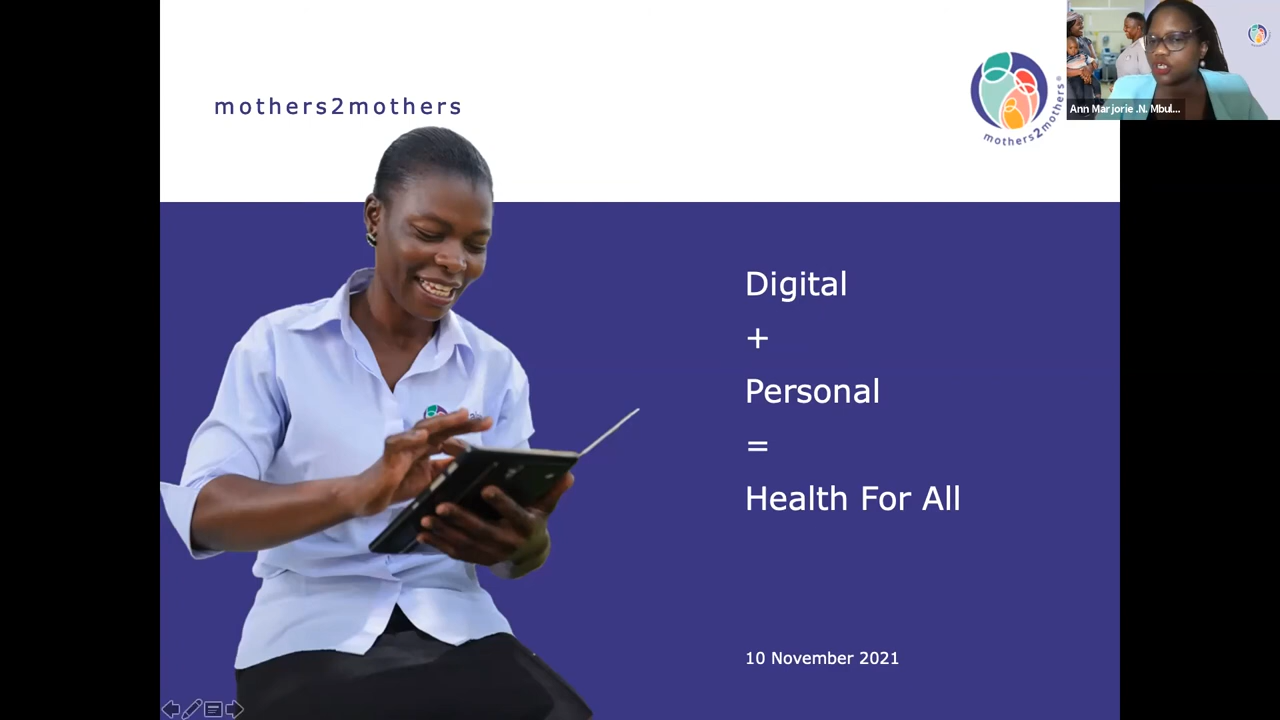 mothers2mothers
mothers2mothers®
Ann Marjorie .N. Mbul...
Digital
+
Personal
=
Health For All
10 November 2021